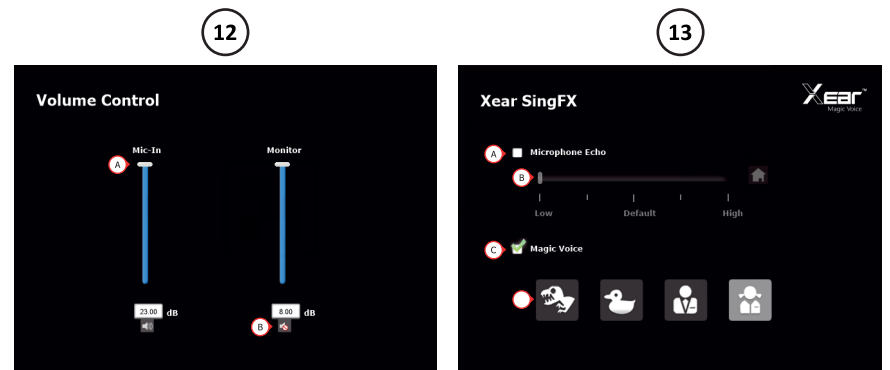 12
13
Volume Control
Mic-In
Monitor
A
23.00 dB
8.00 dB
B
Xear SingFX
Xear™
Magic Voice
A Microphone Echo
B
Low Default High
C Magic Voice